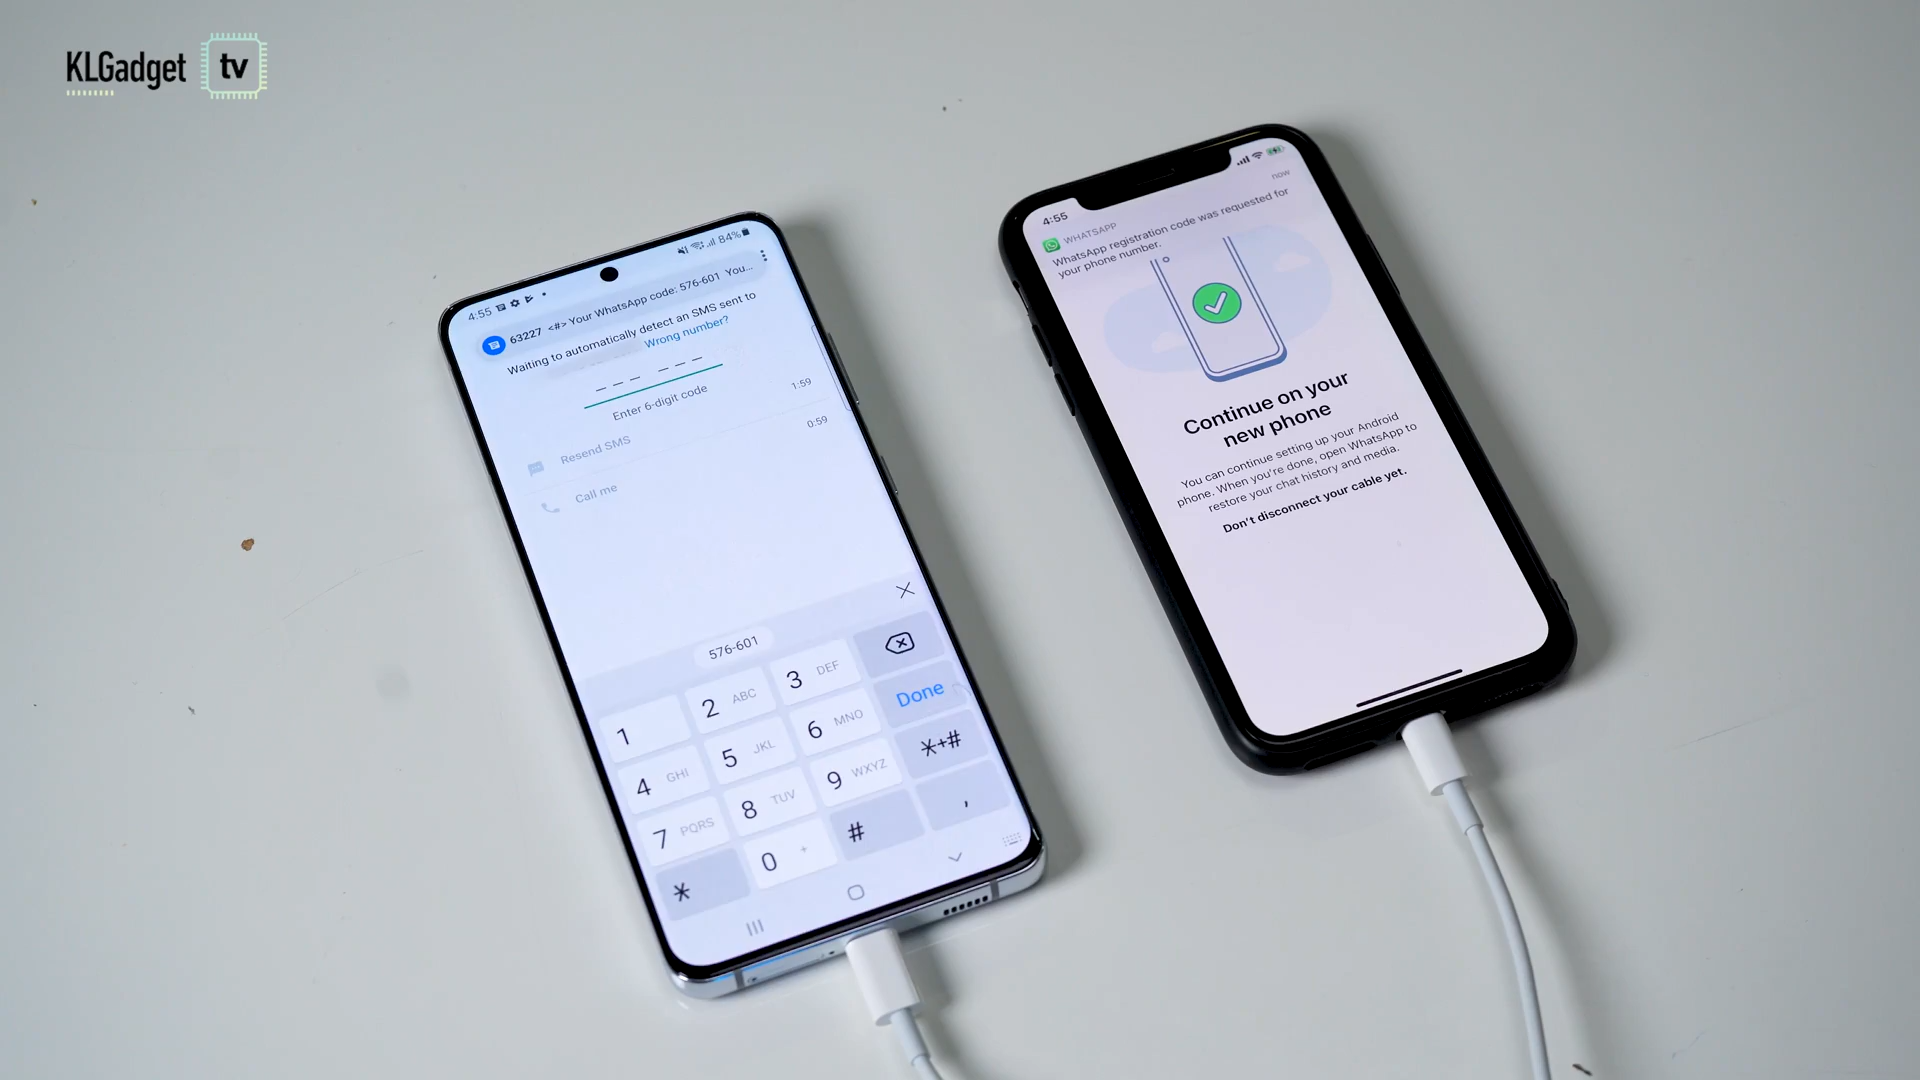 KLGadget tv
4:55
84%
63227 <#> Your WhatsApp code: 576-601 You...
Waiting to automatically detect an SMS sent to
Wrong number?
Enter 6-digit code
Resend SMS
1:59
Call me
0:59
576-601
1
2 ABC
3 DEF
4 GHI
5 JKL
6 MNO
Done
7 PQRS
8 TUV
9 WXYZ
*+#
*
0 +
#
,
4:55
WHATSAPP
now
WhatsApp registration code was requested for
your phone number.
Continue on your
new phone
You can continue setting up your Android
phone. When you're done, open WhatsApp to
restore your chat history and media.
Don't disconnect your cable yet.